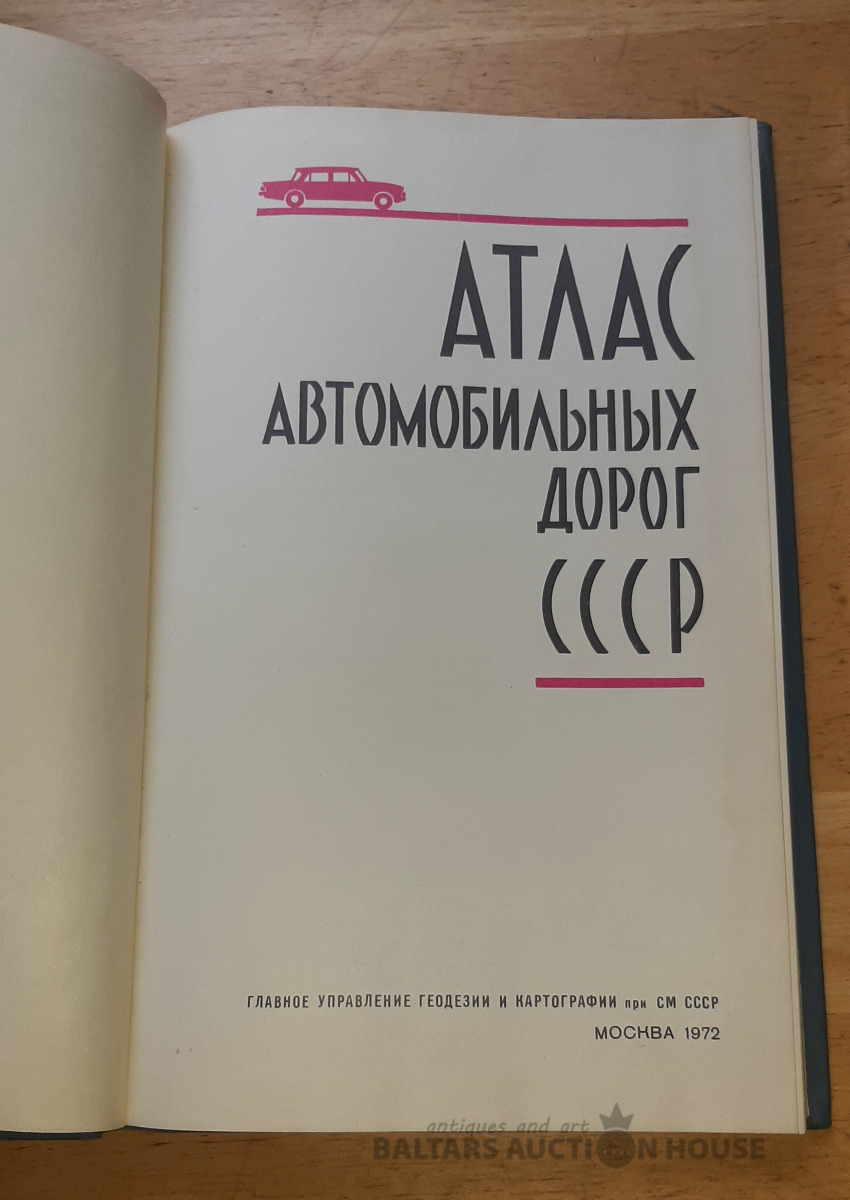 АТЛАС
АВТОМОБИЛЬНЫХ
ДОРОГ
СССР
ГЛАВНОЕ УПРАВЛЕНИЕ ГЕОДЕЗИИ И КАРТОГРАФИИ при СМ СССР
МОСКВА 1972
antiques and art
BALTARS AUCTION HOUSE